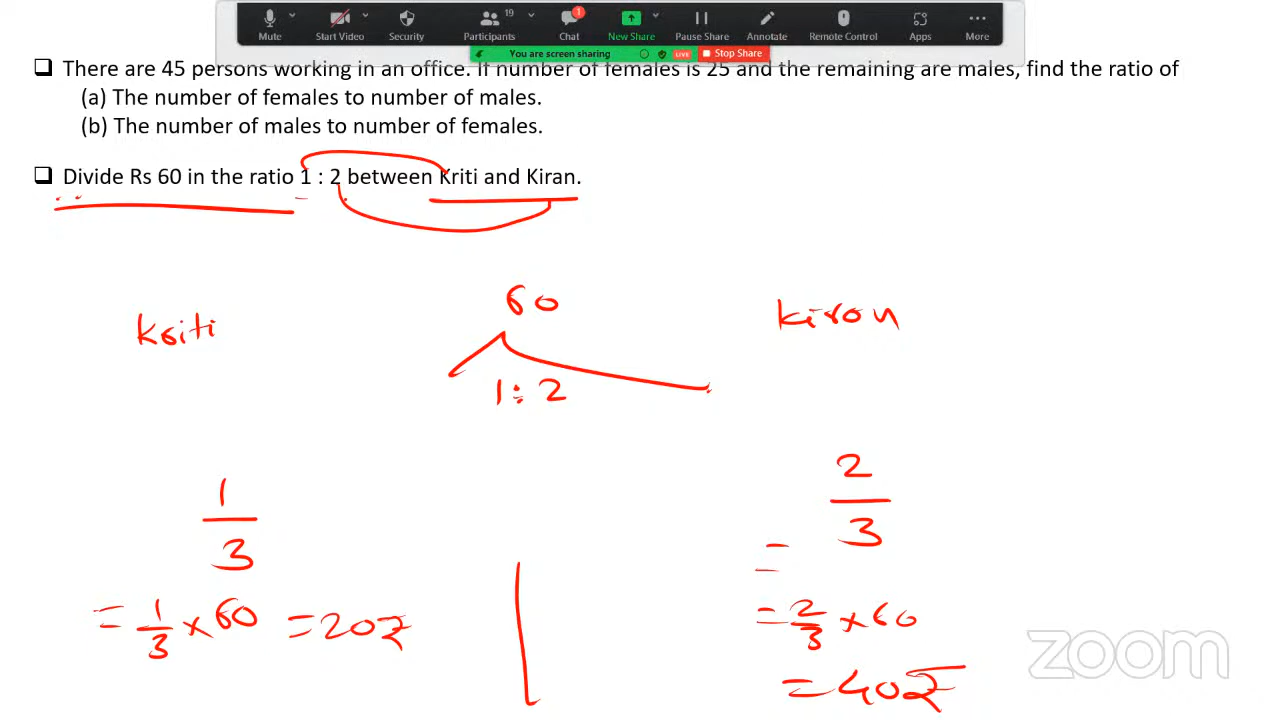 Mute
Start Video
Security
Participants 19
Chat 1
New Share
Pause Share
Annotate
Remote Control
Apps
More
You are screen sharing LIVE Stop Share
There are 45 persons working in an office. If number of females is 25 and the remaining are males, find the ratio of
(a) The number of females to number of males.
(b) The number of males to number of females.
Divide Rs 60 in the ratio 1 : 2 between Kriti and Kiran.
60
Kriti
Kiran
1 : 2
1/3
2/3
=
= 1/3 × 60 = 20₹
= 2/3 × 60
= 40₹
zoom